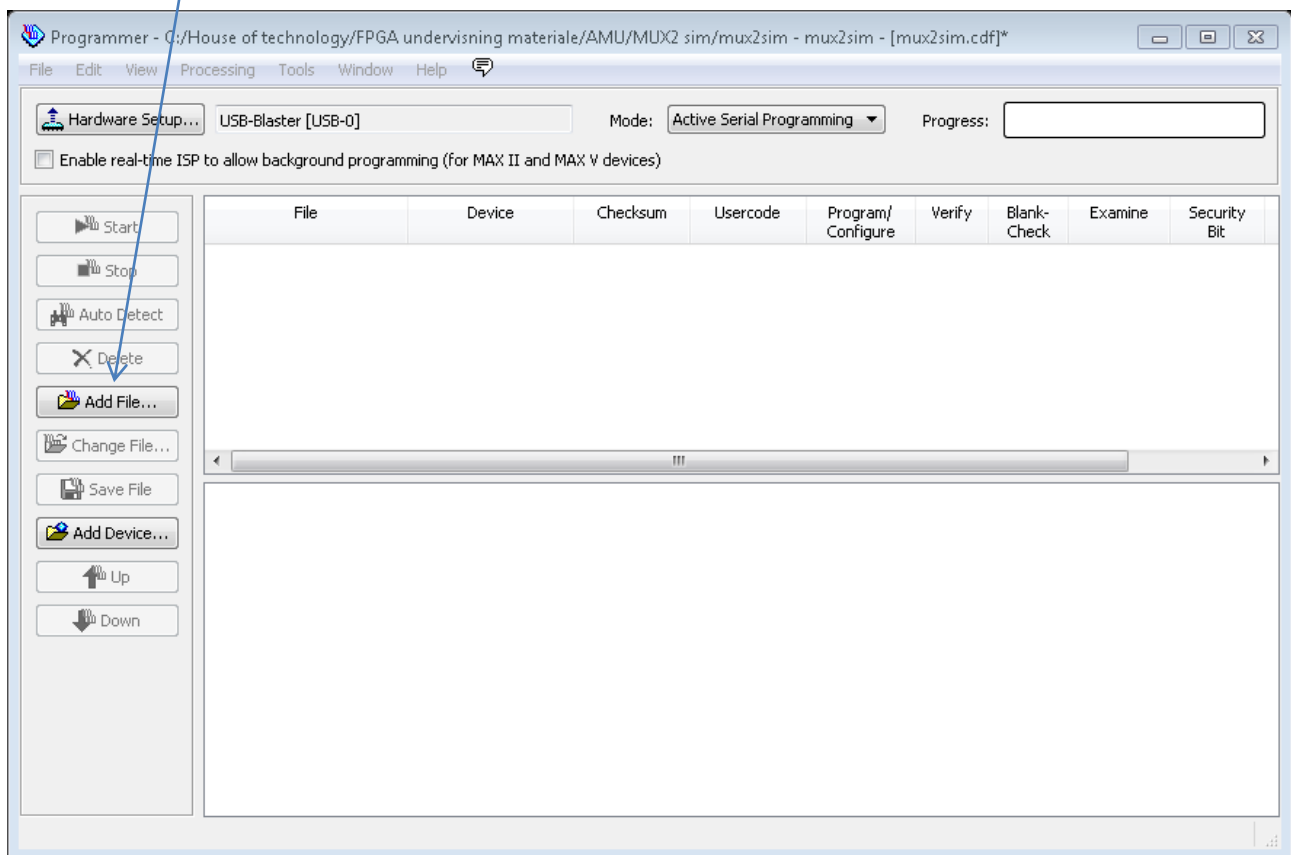 Programmer - C:/House of technology/FPGA undervisning materiale/AMU/MUX2 sim/mux2sim - mux2sim - [mux2sim.cdf]*
File Edit View Processing Tools Window Help
Hardware Setup... USB-Blaster [USB-0] Mode: Active Serial Programming Progress:
Enable real-time ISP to allow background programming (for MAX II and MAX V devices)
File Device Checksum Usercode Program/ Verify Blank- Examine Security
Configure Check Bit
Start
Stop
Auto Detect
Delete
Add File...
Change File...
Save File
Add Device...
Up
Down